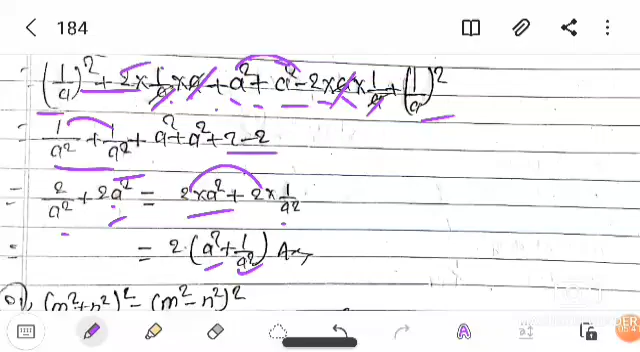 184
= (1/a)² + 2×1/a×a + a² + a² - 2×a×1/a + (1/a)²
= 1/a² + 1/a² + a² + a² + 2 - 2
= 2/a² + 2a² = 2×a² + 2×1/a²
= = 2·(a² + 1/a²) Ans
(m²+n²)² - (m²-n²)²
A